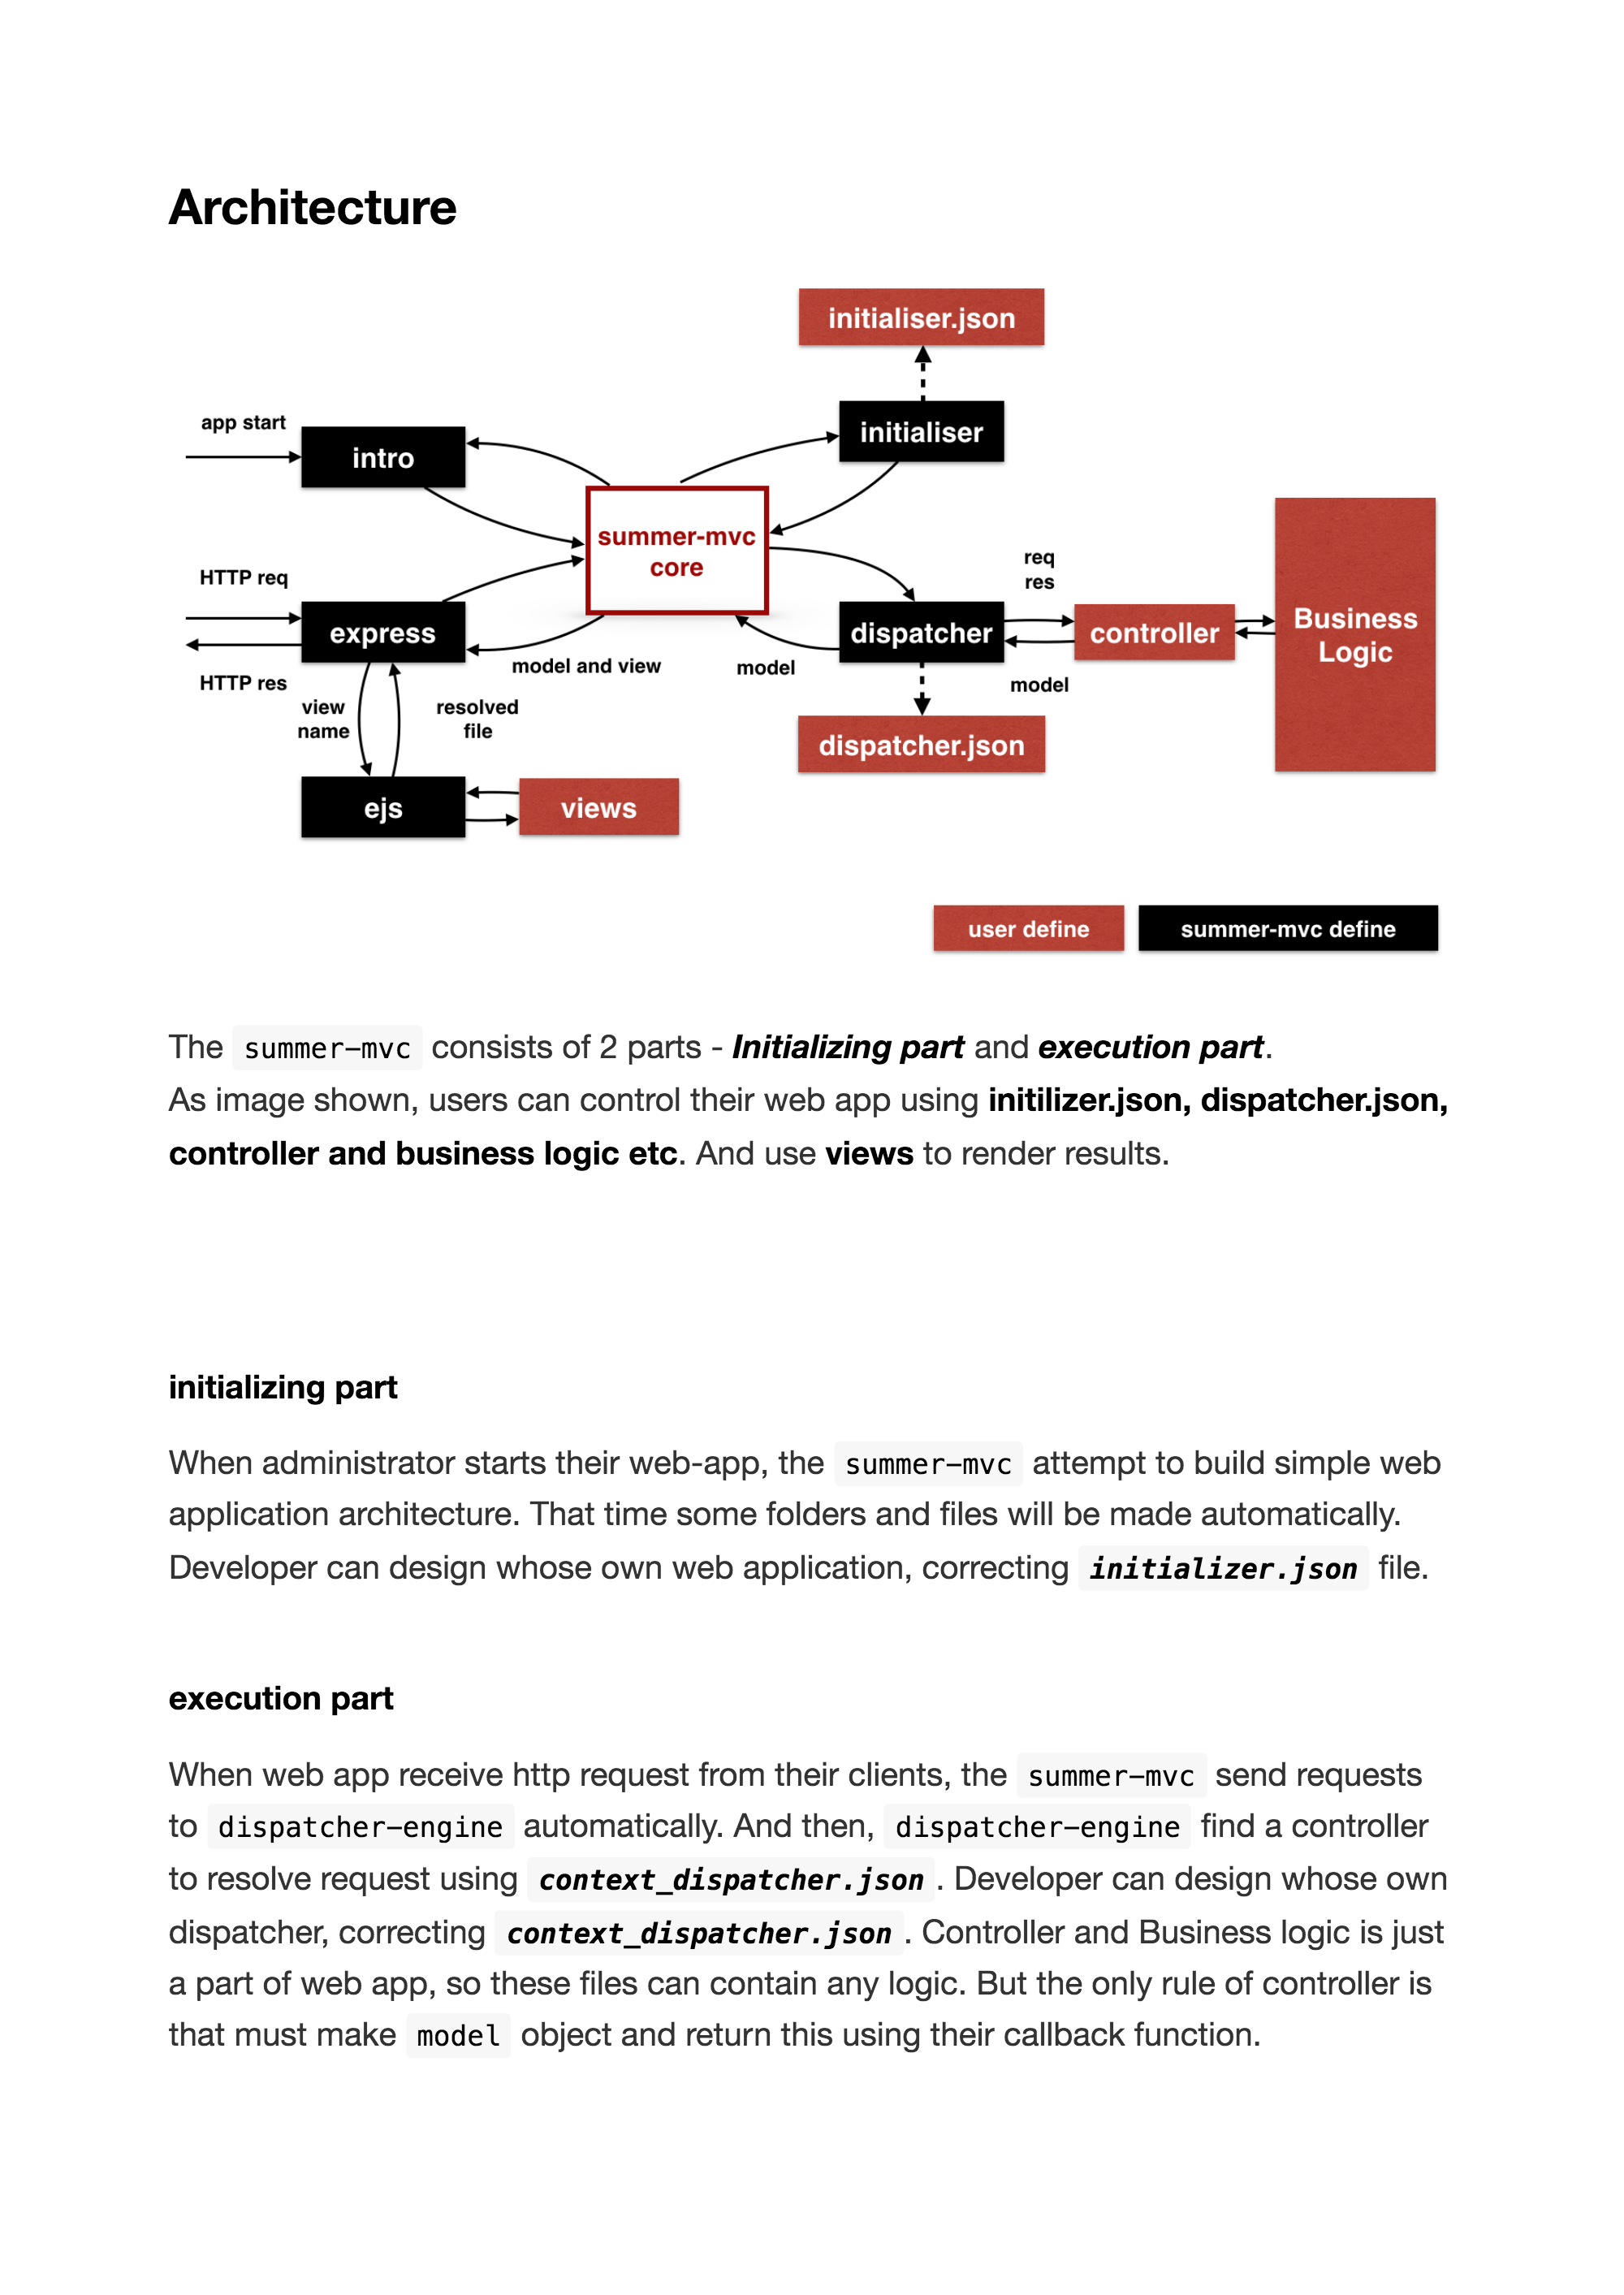 Architecture
initialiser.json
app start
intro
initialiser
summer-mvc
core
HTTP req
express
HTTP res
model and view
model
dispatcher
req
res
controller
model
Business
Logic
view
name
resolved
file
dispatcher.json
ejs
views
user define
summer-mvc define
The summer-mvc consists of 2 parts - Initializing part and execution part.
As image shown, users can control their web app using initilizer.json, dispatcher.json,
controller and business logic etc. And use views to render results.
initializing part
When administrator starts their web-app, the summer-mvc attempt to build simple web
application architecture. That time some folders and files will be made automatically.
Developer can design whose own web application, correcting initializer.json file.
execution part
When web app receive http request from their clients, the summer-mvc send requests
to dispatcher-engine automatically. And then, dispatcher-engine find a controller
to resolve request using context_dispatcher.json. Developer can design whose own
dispatcher, correcting context_dispatcher.json. Controller and Business logic is just
a part of web app, so these files can contain any logic. But the only rule of controller is
that must make model object and return this using their callback function.